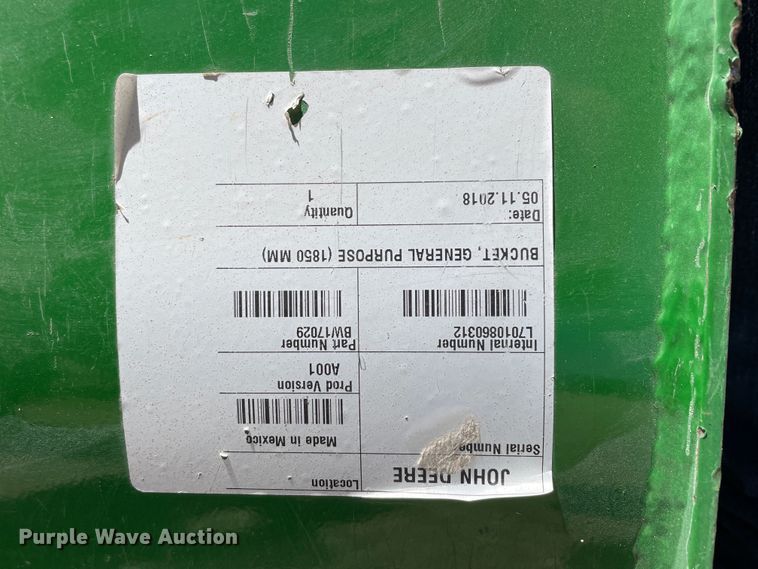 JOHN DEERE
Location
Serial Number
Made in Mexico
Prod Version
A001
Internal Number
L7010860312
Part Number
BW17029
BUCKET, GENERAL PURPOSE (1850 MM)
Date:
05.11.2018
Quantity
1
Purple Wave Auction